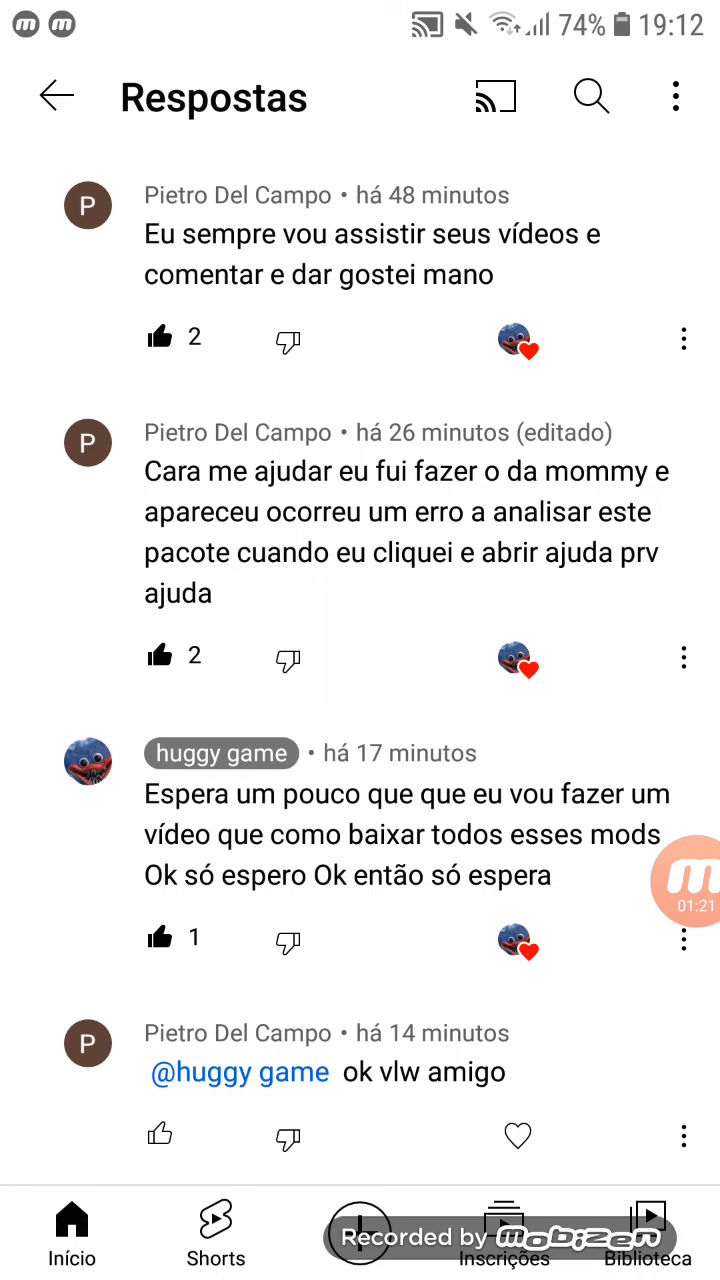 74% 19:12
Respostas
Pietro Del Campo • há 48 minutos
Eu sempre vou assistir seus vídeos e
comentar e dar gostei mano
2
P
Pietro Del Campo • há 26 minutos (editado)
Cara me ajudar eu fui fazer o da mommy e
apareceu ocorreu um erro a analisar este
pacote cuando eu cliquei e abrir ajuda prv
ajuda
2
P
huggy game • há 17 minutos
Espera um pouco que que eu vou fazer um
vídeo que como baixar todos esses mods
Ok só espero Ok então só espera
m
01:21
1
P
Pietro Del Campo • há 14 minutos
@huggy game ok vlw amigo
Recorded by mobizen
Início Shorts Inscrições Biblioteca